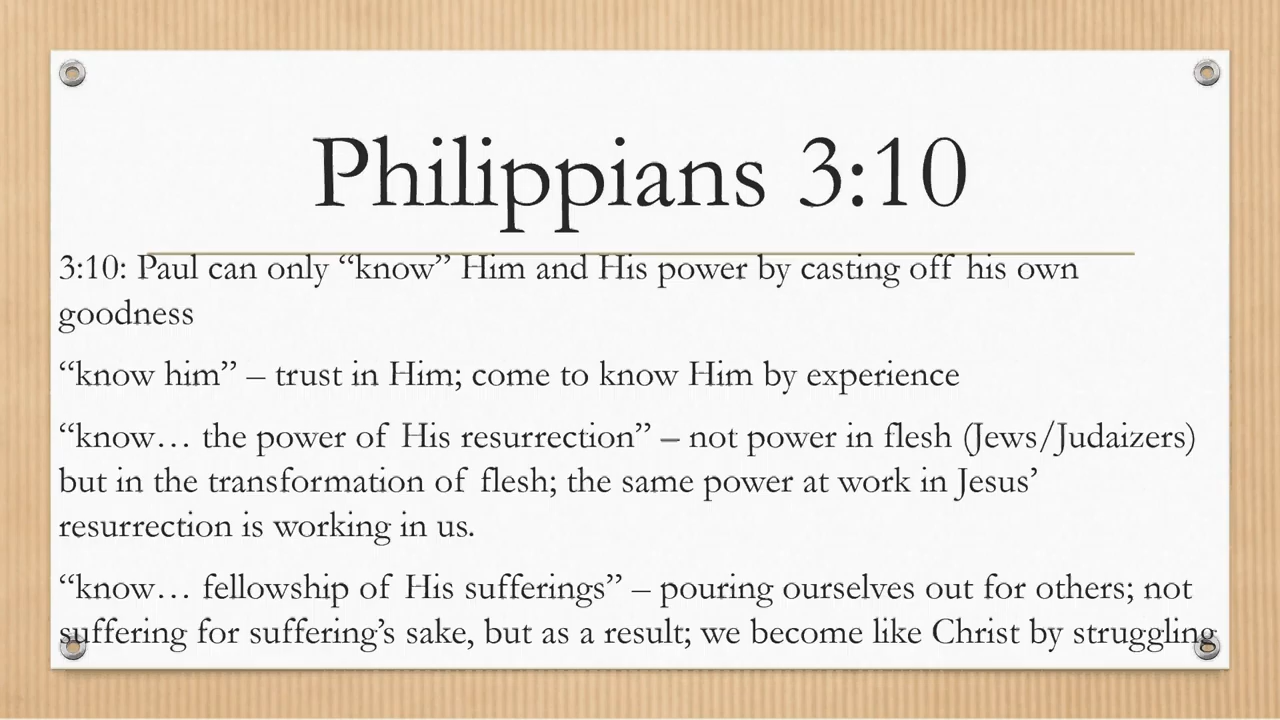 Philippians 3:10
3:10: Paul can only “know” Him and His power by casting off his own
goodness
“know him” – trust in Him; come to know Him by experience
“know… the power of His resurrection” – not power in flesh (Jews/Judaizers)
but in the transformation of flesh; the same power at work in Jesus’
resurrection is working in us.
“know… fellowship of His sufferings” – pouring ourselves out for others; not
suffering for suffering’s sake, but as a result; we become like Christ by struggling